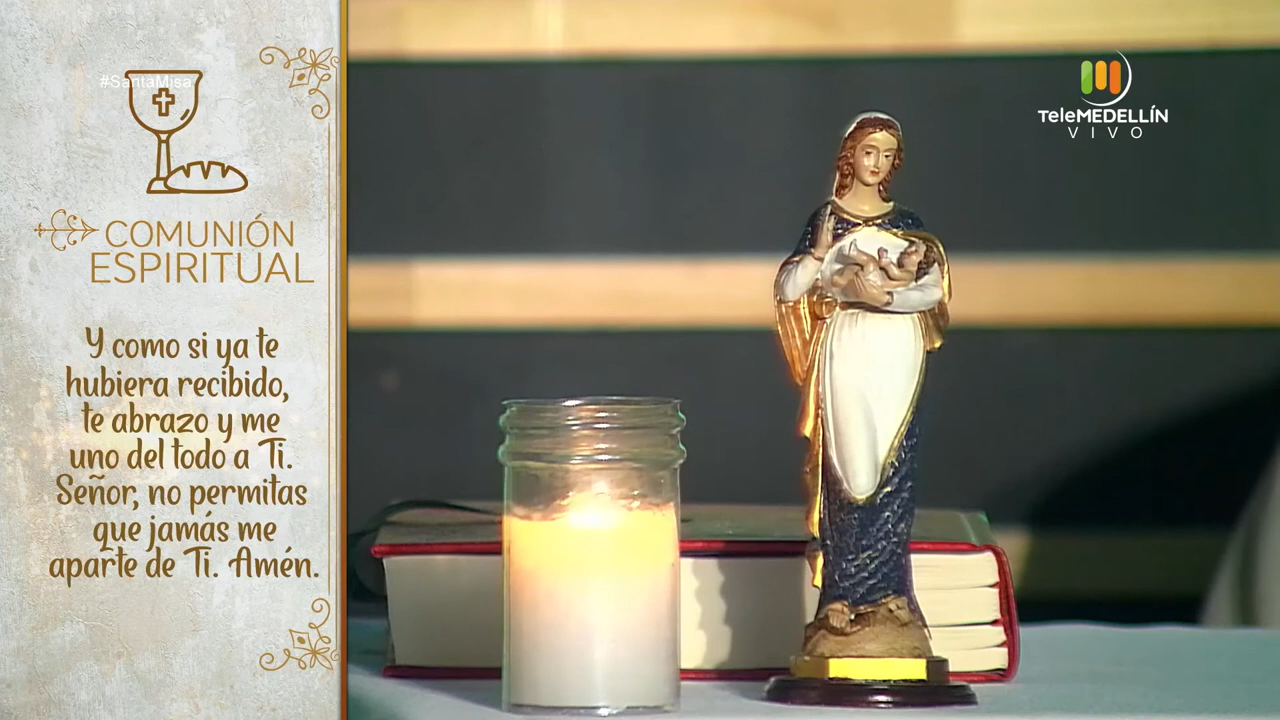 #SantaMisa
COMUNIÓN
ESPIRITUAL
Y como si ya te
hubiera recibido,
te abrazo y me
uno del todo a Ti.
Señor, no permitas
que jamás me
aparte de Ti. Amén.
TeleMEDELLÍN
VIVO